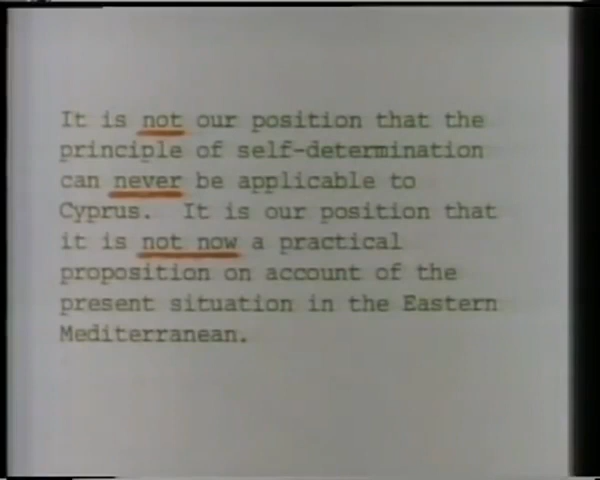 It is not our position that the
principle of self-determination
can never be applicable to
Cyprus. It is our position that
it is not now a practical
proposition on account of the
present situation in the Eastern
Mediterranean.